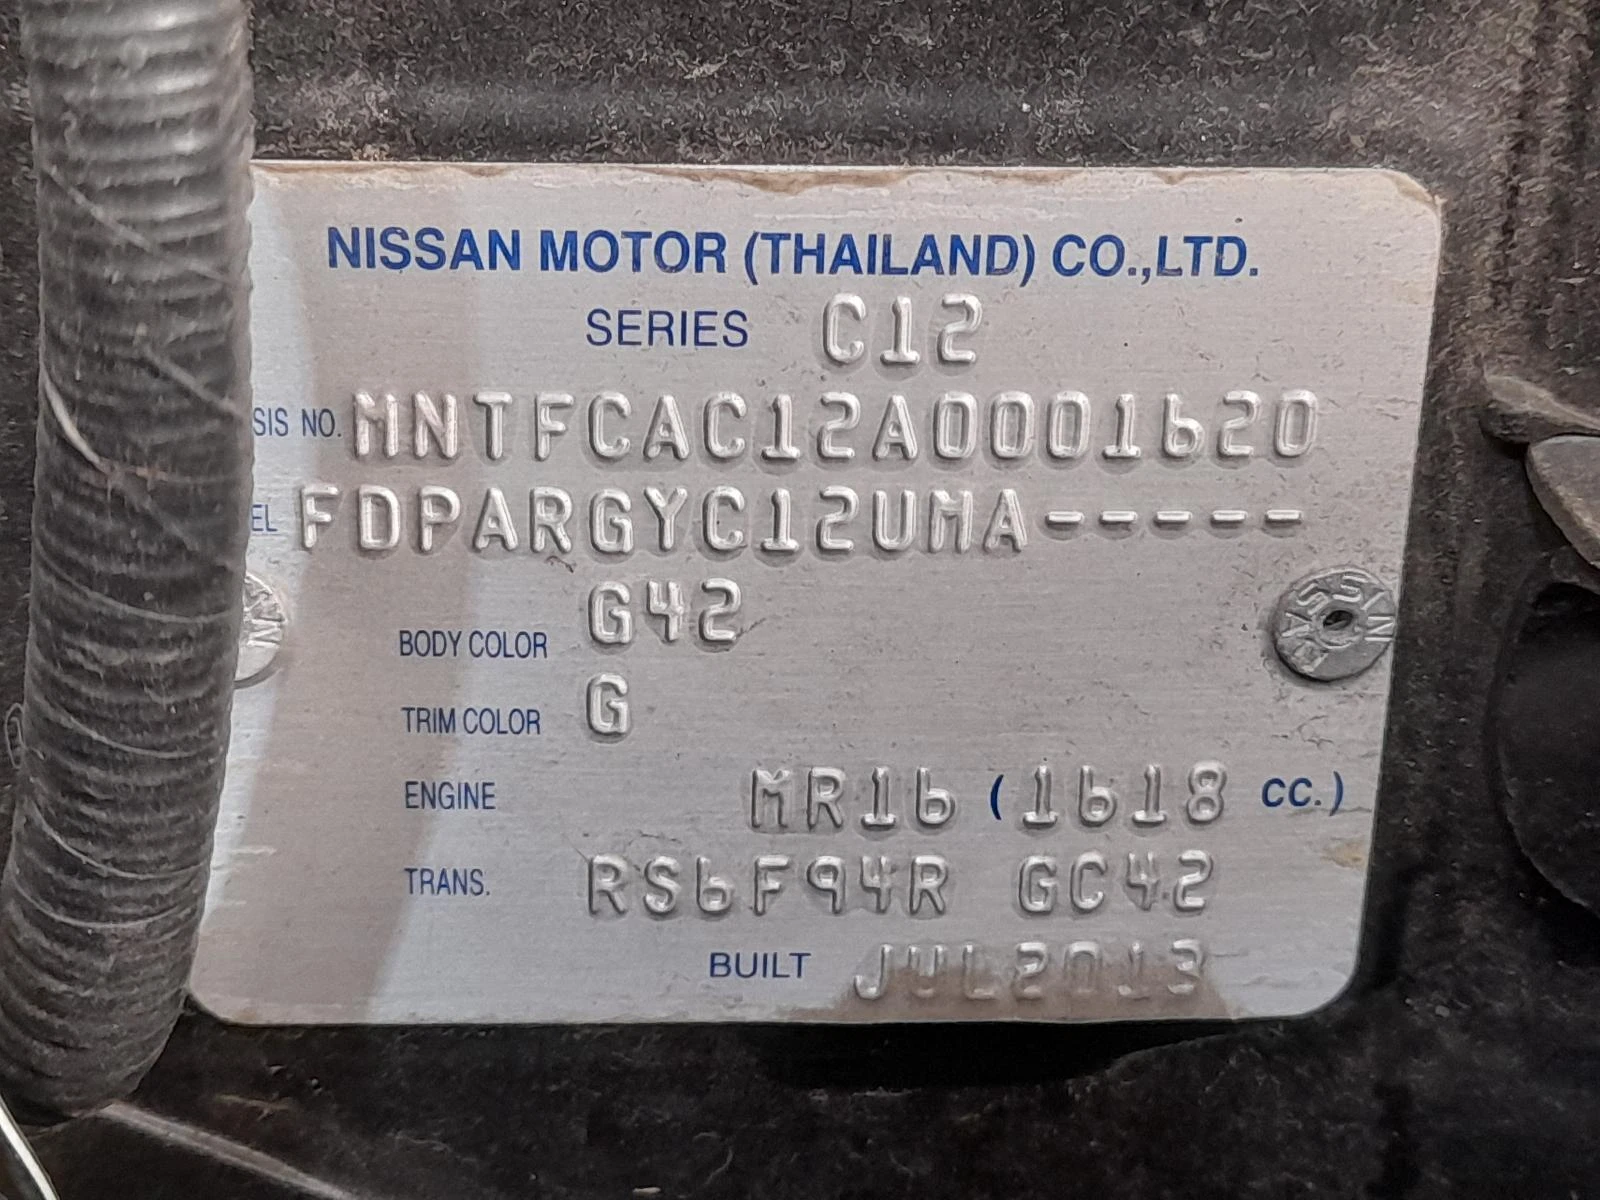 NISSAN MOTOR (THAILAND) CO.,LTD.
SERIES C12
SIS NO. MNTFCAC12A0001620
EL FDPARGYC12UMA-----
G42
BODY COLOR
TRIM COLOR G
ENGINE MR16 (1618 CC.)
TRANS. RS6F94R GC42
BUILT JUL2013
NISSAN